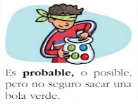 Es probable, o posible,
pero no seguro sacar una
bola verde.